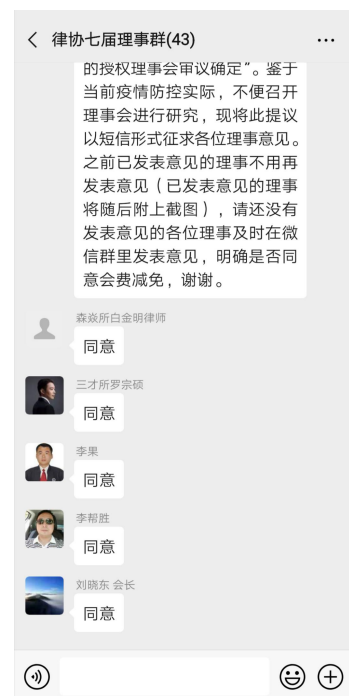 律协七届理事群(43)
的授权理事会审议确定”。鉴于
当前疫情防控实际，不便召开
理事会进行研究，现将此提议
以短信形式征求各位理事意见。
之前已发表意见的理事不用再
发表意见（已发表意见的理事
将随后附上截图），请还没有
发表意见的各位理事及时在微
信群里发表意见，明确是否同
意会费减免，谢谢。
森焱所白金明律师
同意
三才所罗宗硕
同意
李果
同意
李帮胜
同意
刘晓东 会长
同意